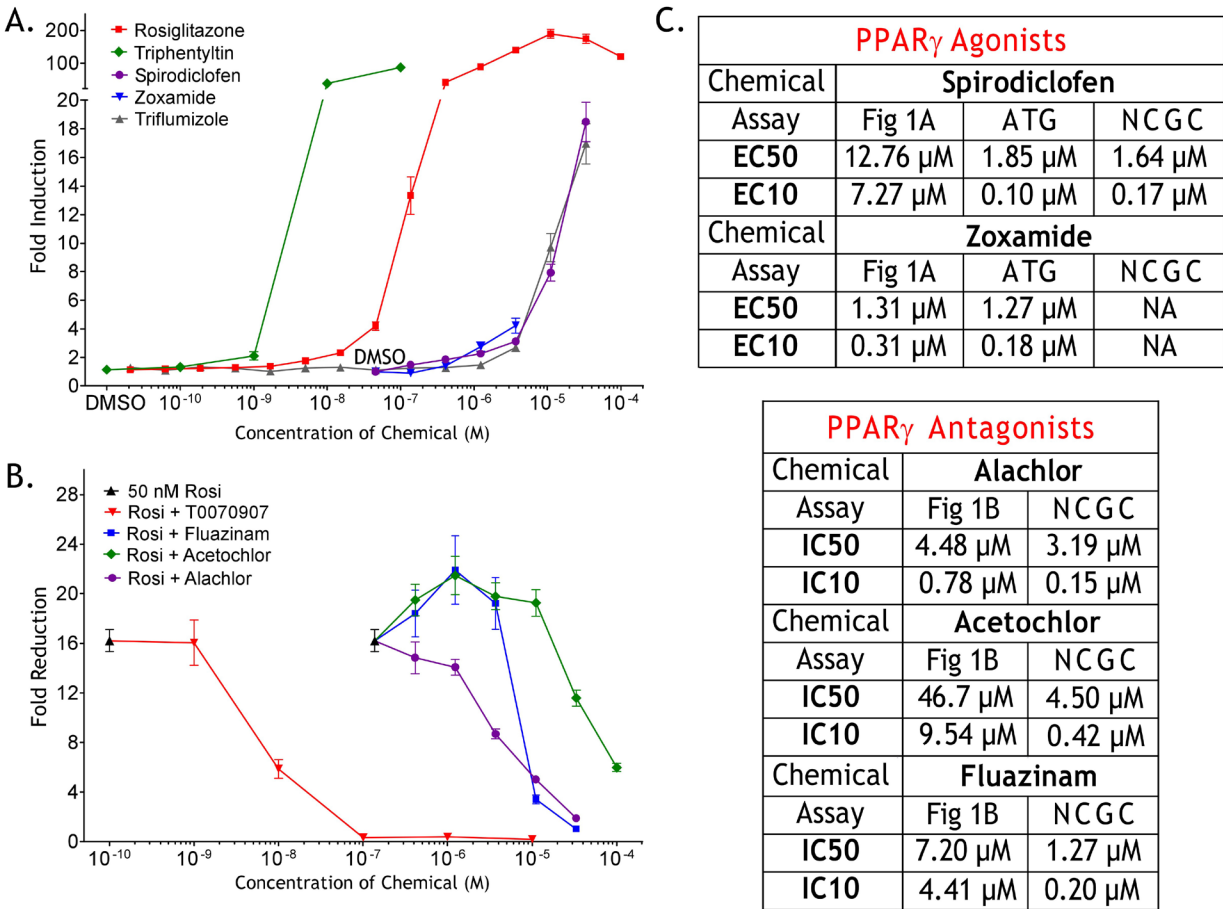 A.
Rosiglitazone
Triphentyltin
Spirodiclofen
Zoxamide
Triflumizole
200
100
20
18
16
14
12
10
8
6
4
2
0
Fold Induction
DMSO
DMSO 10-10 10-9 10-8 10-7 10-6 10-5 10-4
Concentration of Chemical (M)
B.
50 nM Rosi
Rosi + T0070907
Rosi + Fluazinam
Rosi + Acetochlor
Rosi + Alachlor
28
24
20
16
12
8
4
0
Fold Reduction
10-10 10-9 10-8 10-7 10-6 10-5 10-4
Concentration of Chemical (M)
C.
PPARγ Agonists
Chemical Spirodiclofen
Assay Fig 1A ATG NCGC
EC50 12.76 µM 1.85 µM 1.64 µM
EC10 7.27 µM 0.10 µM 0.17 µM
Chemical Zoxamide
Assay Fig 1A ATG NCGC
EC50 1.31 µM 1.27 µM NA
EC10 0.31 µM 0.18 µM NA
PPARγ Antagonists
Chemical Alachlor
Assay Fig 1B NCGC
IC50 4.48 µM 3.19 µM
IC10 0.78 µM 0.15 µM
Chemical Acetochlor
Assay Fig 1B NCGC
IC50 46.7 µM 4.50 µM
IC10 9.54 µM 0.42 µM
Chemical Fluazinam
Assay Fig 1B NCGC
IC50 7.20 µM 1.27 µM
IC10 4.41 µM 0.20 µM